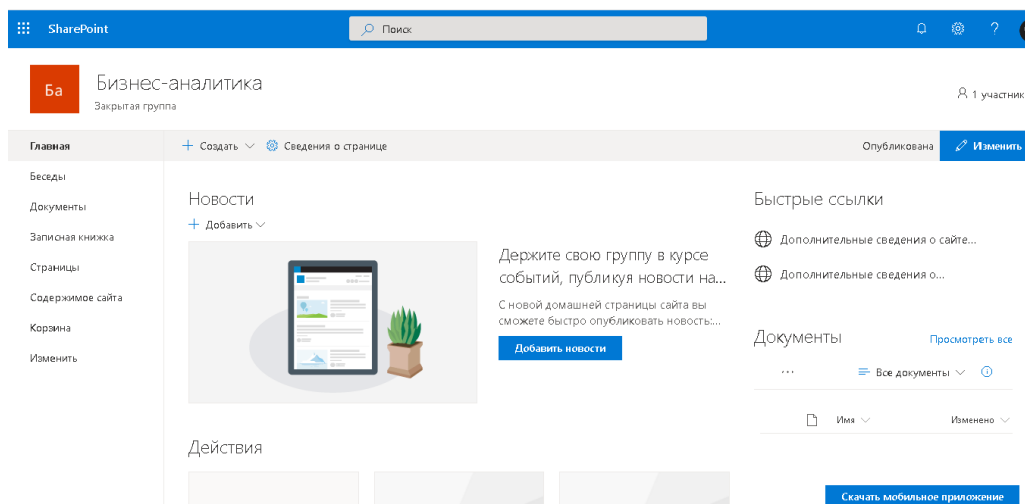 SharePoint
Поиск
Ба
Бизнес-аналитика
Закрытая группа
1 участник
Главная
Беседы
Документы
Записная книжка
Страницы
Содержимое сайта
Корзина
Изменить
Создать
Сведения о странице
Опубликована
Изменить
Новости
Добавить
Держите свою группу в курсе
событий, публикуя новости на...
С новой домашней страницы сайта вы
сможете быстро опубликовать новость:...
Добавить новости
Действия
Быстрые ссылки
Дополнительные сведения о сайте...
Дополнительные сведения о...
Документы
Просмотреть все
Все документы
Имя
Изменено
Скачать мобильное приложение